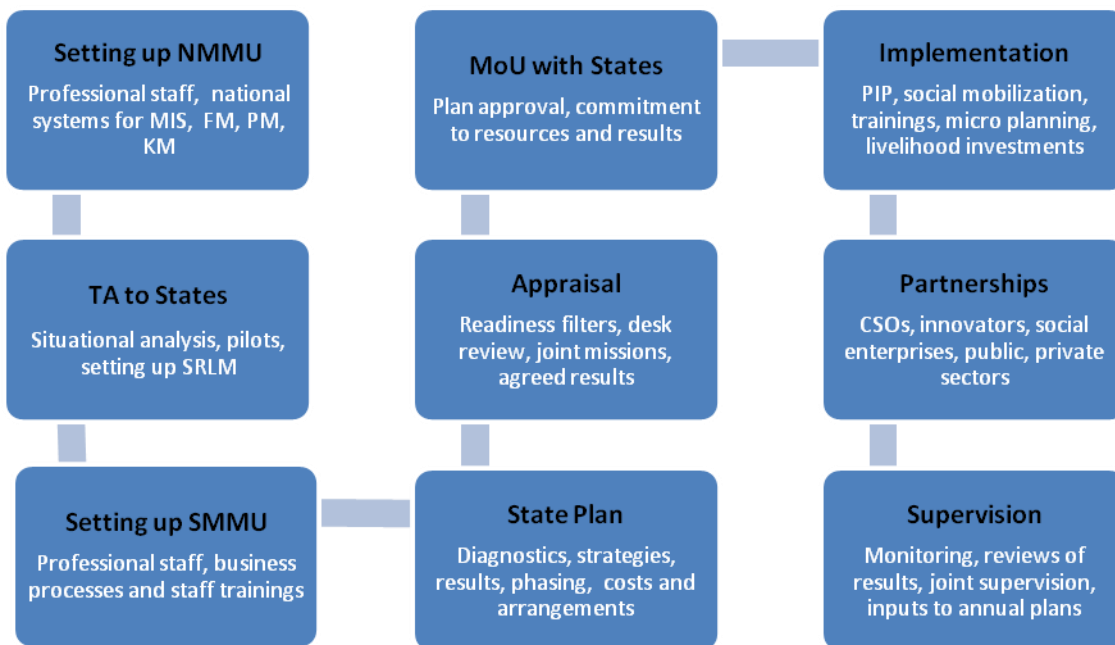 Setting up NMMU
Professional staff, national
systems for MIS, FM, PM,
KM
TA to States
Situational analysis, pilots,
setting up SRLM
Setting up SMMU
Professional staff, business
processes and staff trainings
State Plan
Diagnostics, strategies,
results, phasing, costs and
arrangements
Appraisal
Readiness filters, desk
review, joint missions,
agreed results
MoU with States
Plan approval, commitment
to resources and results
Implementation
PIP, social mobilization,
trainings, micro planning,
livelihood investments
Partnerships
CSOs, innovators, social
enterprises, public, private
sectors
Supervision
Monitoring, reviews of
results, joint supervision,
inputs to annual plans